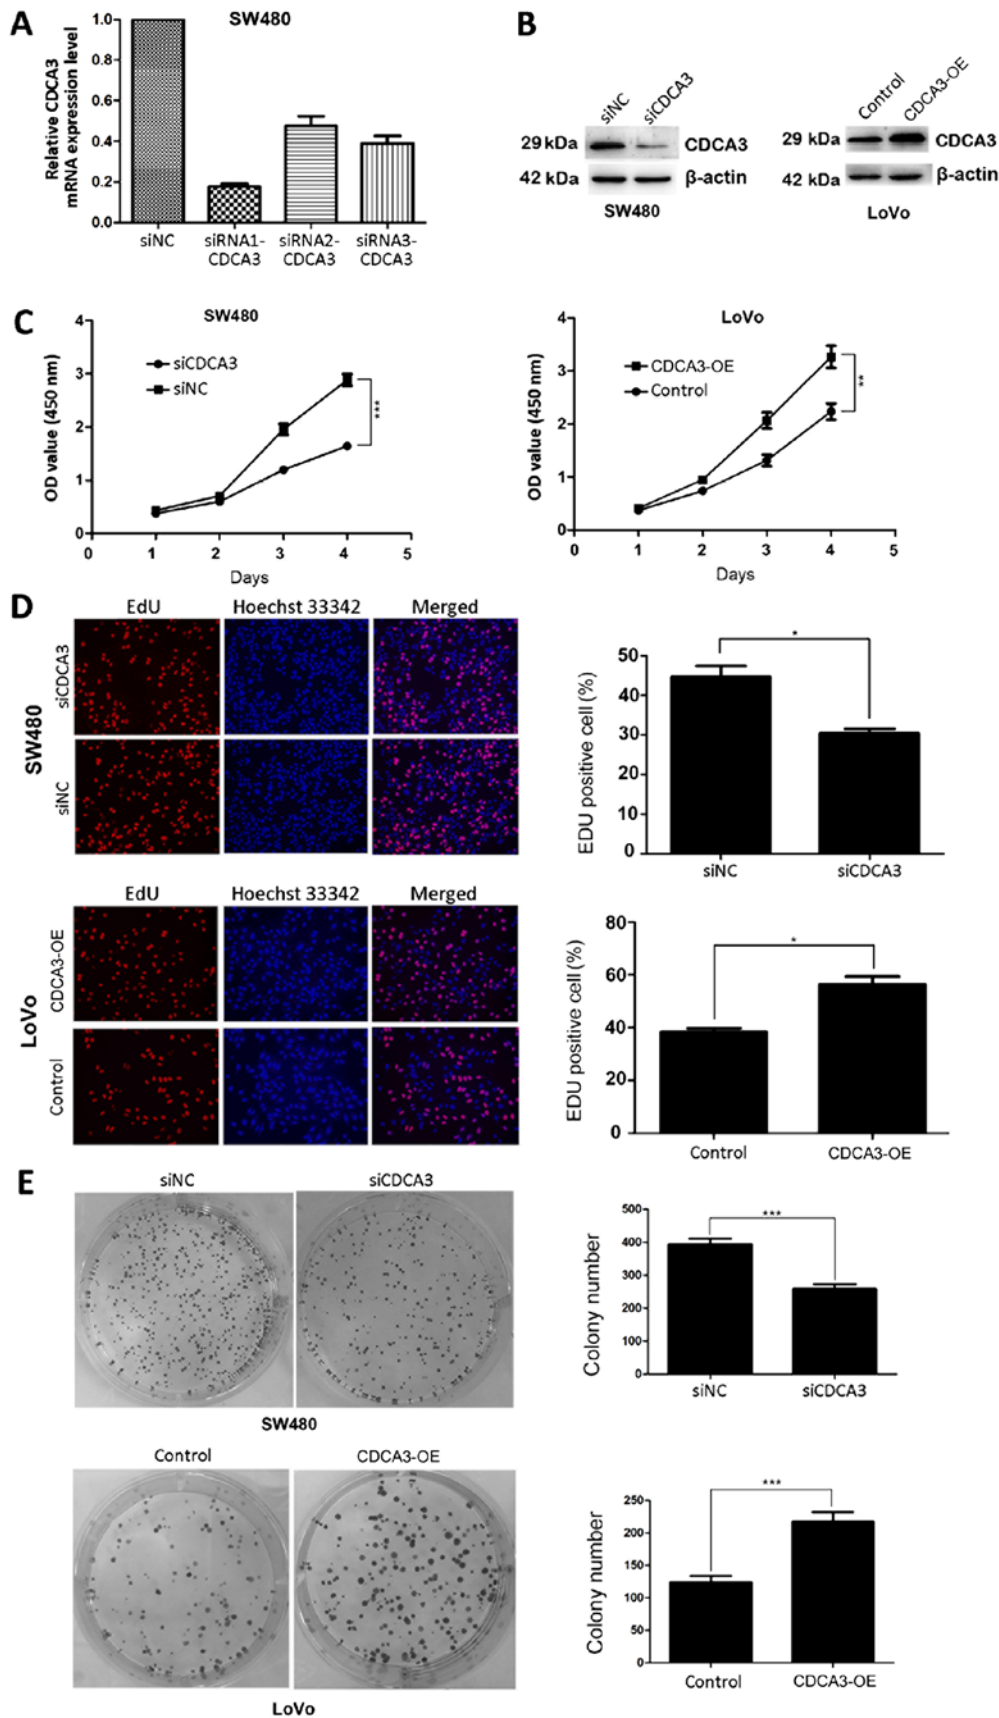 A
SW480
Relative CDCA3
mRNA expression level
1.0
0.8
0.6
0.4
0.2
0.0
siNC
siRNA1-
CDCA3
siRNA2-
CDCA3
siRNA3-
CDCA3
B
siNC
siCDCA3
29 kDa
CDCA3
42 kDa
β-actin
SW480
Control
CDCA3-OE
29 kDa
CDCA3
42 kDa
β-actin
LoVo
C
SW480
OD value (450 nm)
4
3
2
1
0
siCDCA3
siNC
***
0 1 2 3 4 5
Days
LoVo
OD value (450 nm)
4
3
2
1
0
CDCA3-OE
Control
**
0 1 2 3 4 5
Days
D
EdU Hoechst 33342 Merged
SW480
siCDCA3
siNC
EDU positive cell (%)
50
40
30
20
10
0
*
siNC siCDCA3
EdU Hoechst 33342 Merged
LoVo
CDCA3-OE
Control
EDU positive cell (%)
80
60
40
20
0
*
Control CDCA3-OE
E
siNC siCDCA3
SW480
Colony number
500
400
300
200
100
0
***
siNC siCDCA3
Control CDCA3-OE
LoVo
Colony number
250
200
150
100
50
0
***
Control CDCA3-OE